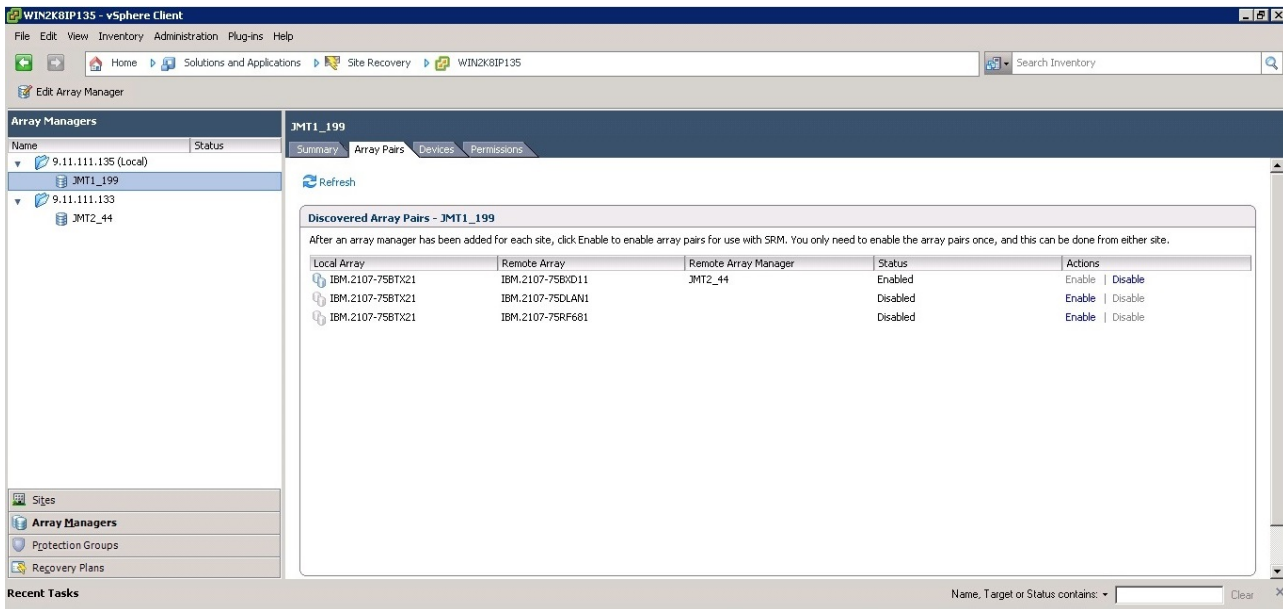 WIN2K8IP135 - vSphere Client
File Edit View Inventory Administration Plug-ins Help
Home Solutions and Applications Site Recovery WIN2K8IP135 Search Inventory
Edit Array Manager
Array Managers
Name Status
9.11.111.135 (Local)
JMT1_199
9.11.111.133
JMT2_44
Sites
Array Managers
Protection Groups
Recovery Plans
JMT1_199
Summary Array Pairs Devices Permissions
Refresh
Discovered Array Pairs - JMT1_199
After an array manager has been added for each site, click Enable to enable array pairs for use with SRM. You only need to enable the array pairs once, and this can be done from either site.
Local Array Remote Array Remote Array Manager Status Actions
IBM.2107-75BTX21 IBM.2107-75BXD11 JMT2_44 Enabled Enable | Disable
IBM.2107-75BTX21 IBM.2107-75DLAN1 Disabled Enable | Disable
IBM.2107-75BTX21 IBM.2107-75RF681 Disabled Enable | Disable
Recent Tasks Name, Target or Status contains: Clear